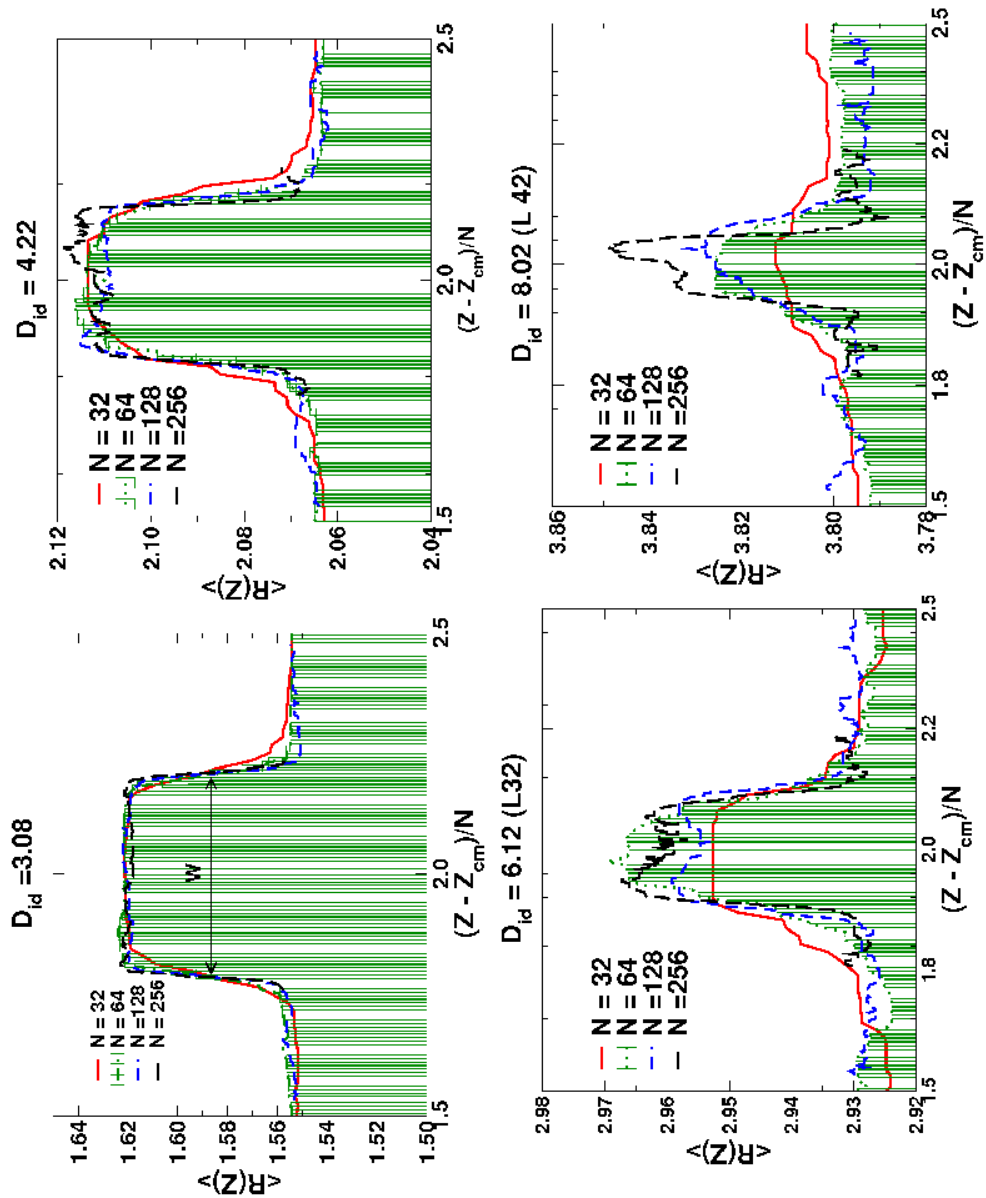 D_id =3.08
<R(Z)>
1.64
1.62
1.60
1.58
1.56
1.54
1.52
1.50
N = 32
N = 64
N =128
N = 256
W
1.5
2.0
2.5
(Z - Z_cm)/N
D_id = 4.22
<R(Z)>
2.12
2.10
2.08
2.06
2.04
N = 32
N = 64
N =128
N =256
1.5
2.0
2.5
(Z - Z_cm)/N
D_id = 6.12 (L32)
<R(Z)>
2.98
2.97
2.96
2.95
2.94
2.93
2.92
N = 32
N = 64
N =128
N =256
1.5
1.8
2.0
2.2
2.5
(Z - Z_cm)/N
D_id = 8.02 (L 42)
<R(Z)>
3.86
3.84
3.82
3.80
3.78
N = 32
N = 64
N =128
N =256
1.5
1.8
2.0
2.2
2.5
(Z - Z_cm)/N